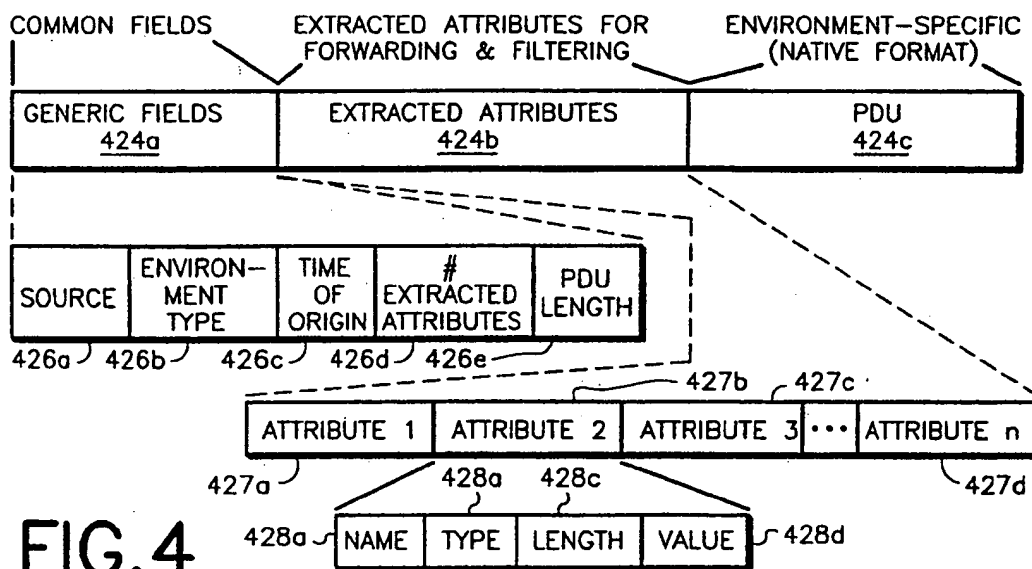 COMMON FIELDS
EXTRACTED ATTRIBUTES FOR
FORWARDING & FILTERING
ENVIRONMENT-SPECIFIC
(NATIVE FORMAT)
GENERIC FIELDS
424a
EXTRACTED ATTRIBUTES
424b
PDU
424c
SOURCE
ENVIRON-
MENT
TYPE
TIME
OF
ORIGIN
#
EXTRACTED
ATTRIBUTES
PDU
LENGTH
426a
426b
426c
426d
426e
427b
427c
ATTRIBUTE 1
ATTRIBUTE 2
ATTRIBUTE 3
•••
ATTRIBUTE n
427a
428a
428c
427d
428a
NAME
TYPE
LENGTH
VALUE
428d
FIG.4